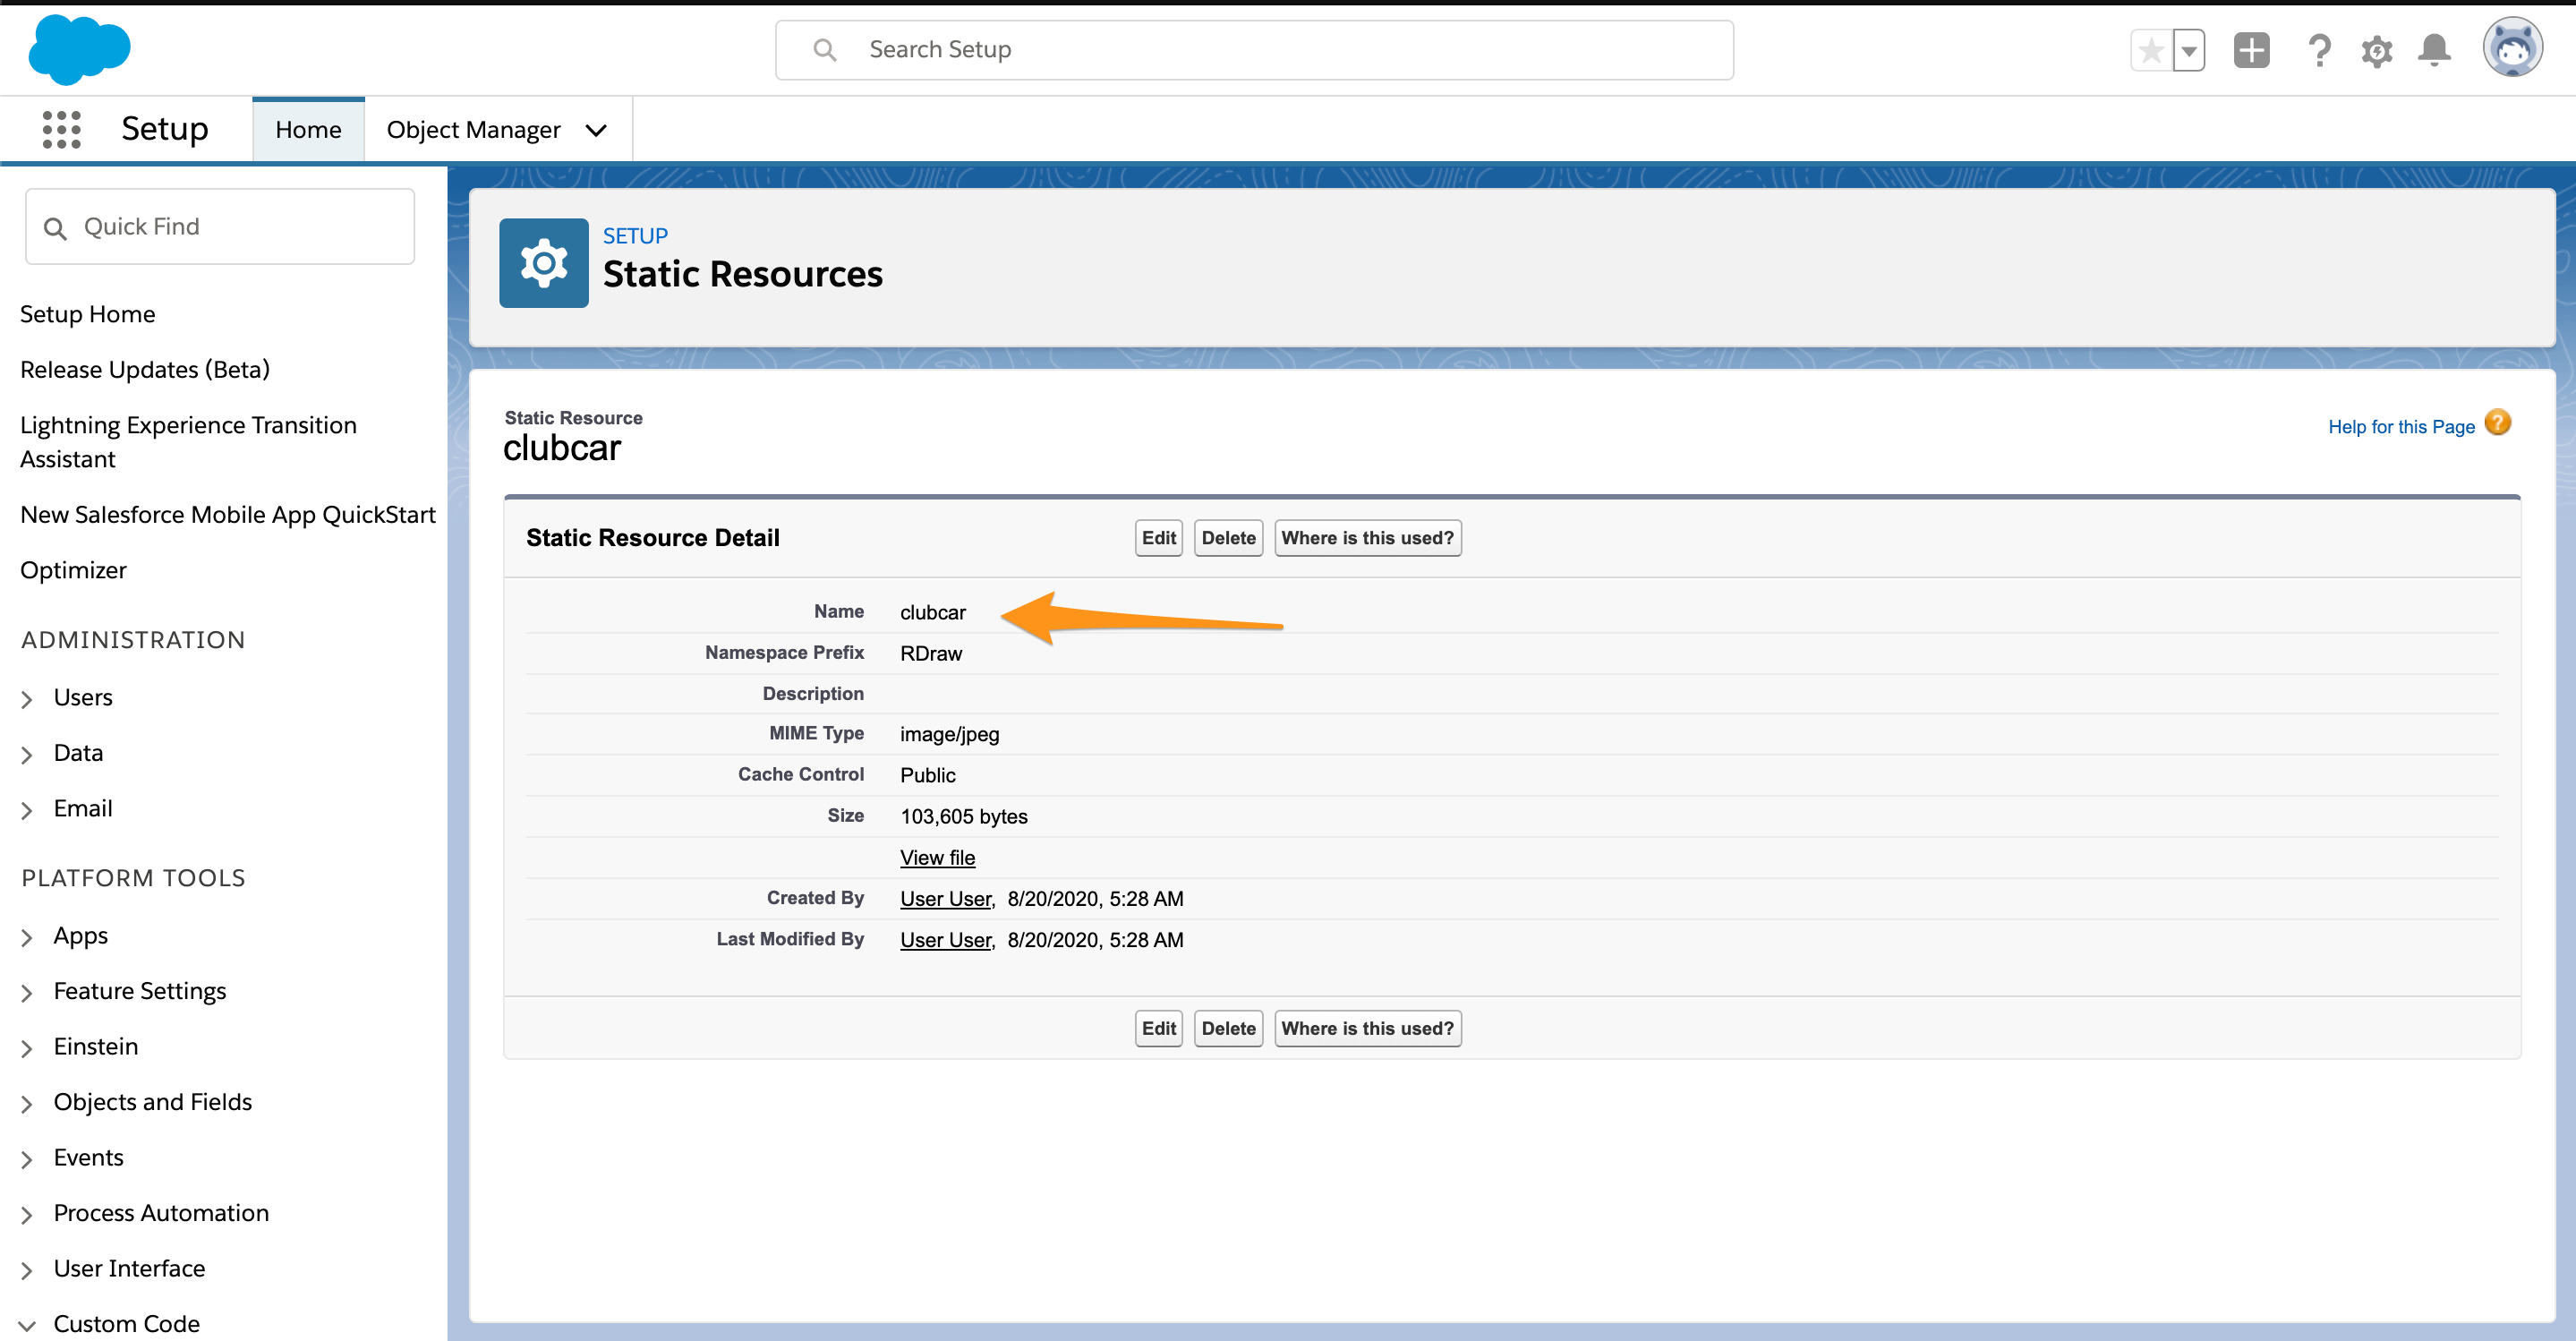 Search Setup
Setup
Home
Object Manager
Quick Find
Setup Home
Release Updates (Beta)
Lightning Experience Transition
Assistant
New Salesforce Mobile App QuickStart
Optimizer
ADMINISTRATION
Users
Data
Email
PLATFORM TOOLS
Apps
Feature Settings
Einstein
Objects and Fields
Events
Process Automation
User Interface
Custom Code
SETUP
Static Resources
Static Resource
clubcar
Help for this Page
Static Resource Detail
Edit Delete Where is this used?
Name clubcar
Namespace Prefix RDraw
Description
MIME Type image/jpeg
Cache Control Public
Size 103,605 bytes
View file
Created By User User, 8/20/2020, 5:28 AM
Last Modified By User User, 8/20/2020, 5:28 AM
Edit Delete Where is this used?